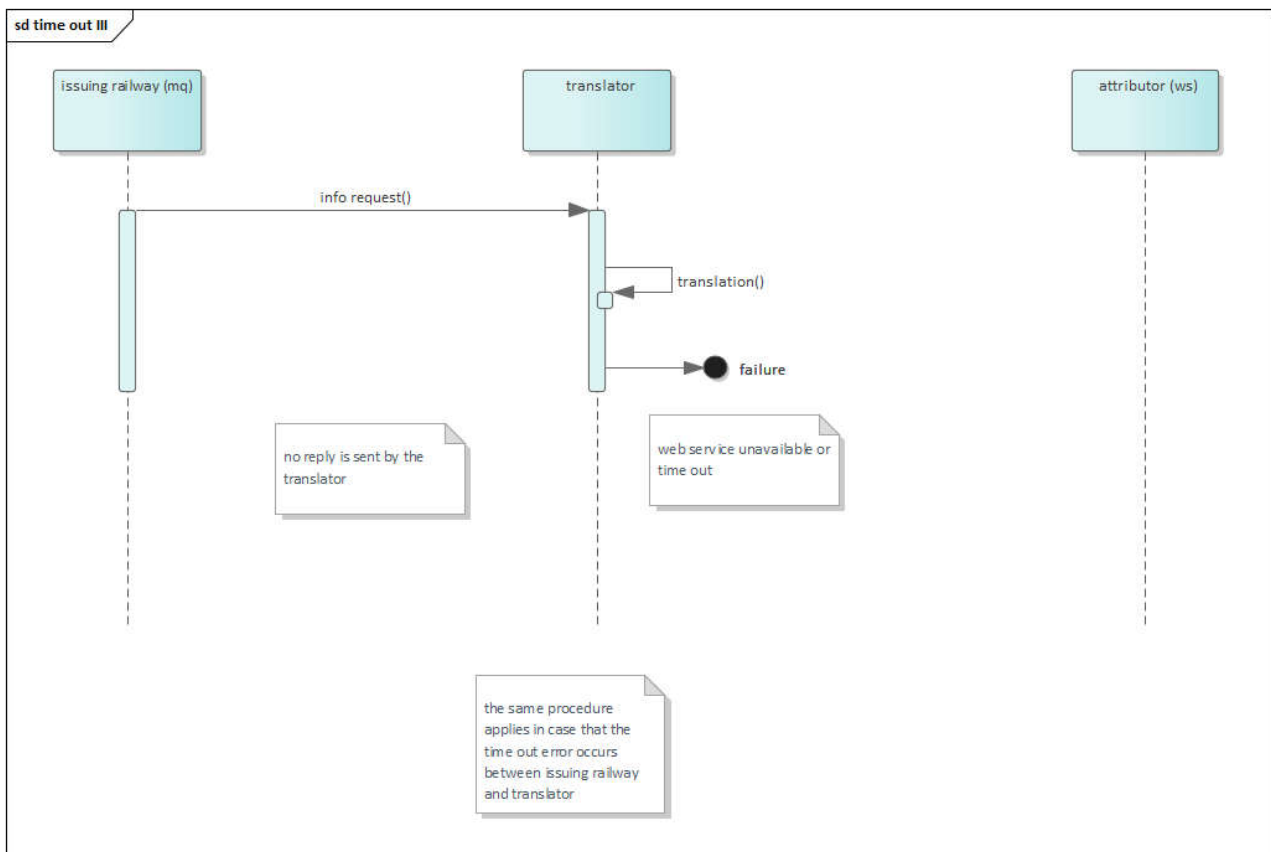 sd time out III
issuing railway (mq)
translator
attributor (ws)
info request()
translation()
failure
no reply is sent by the
translator
web service unavailable or
time out
the same procedure
applies in case that the
time out error occurs
between issuing railway
and translator